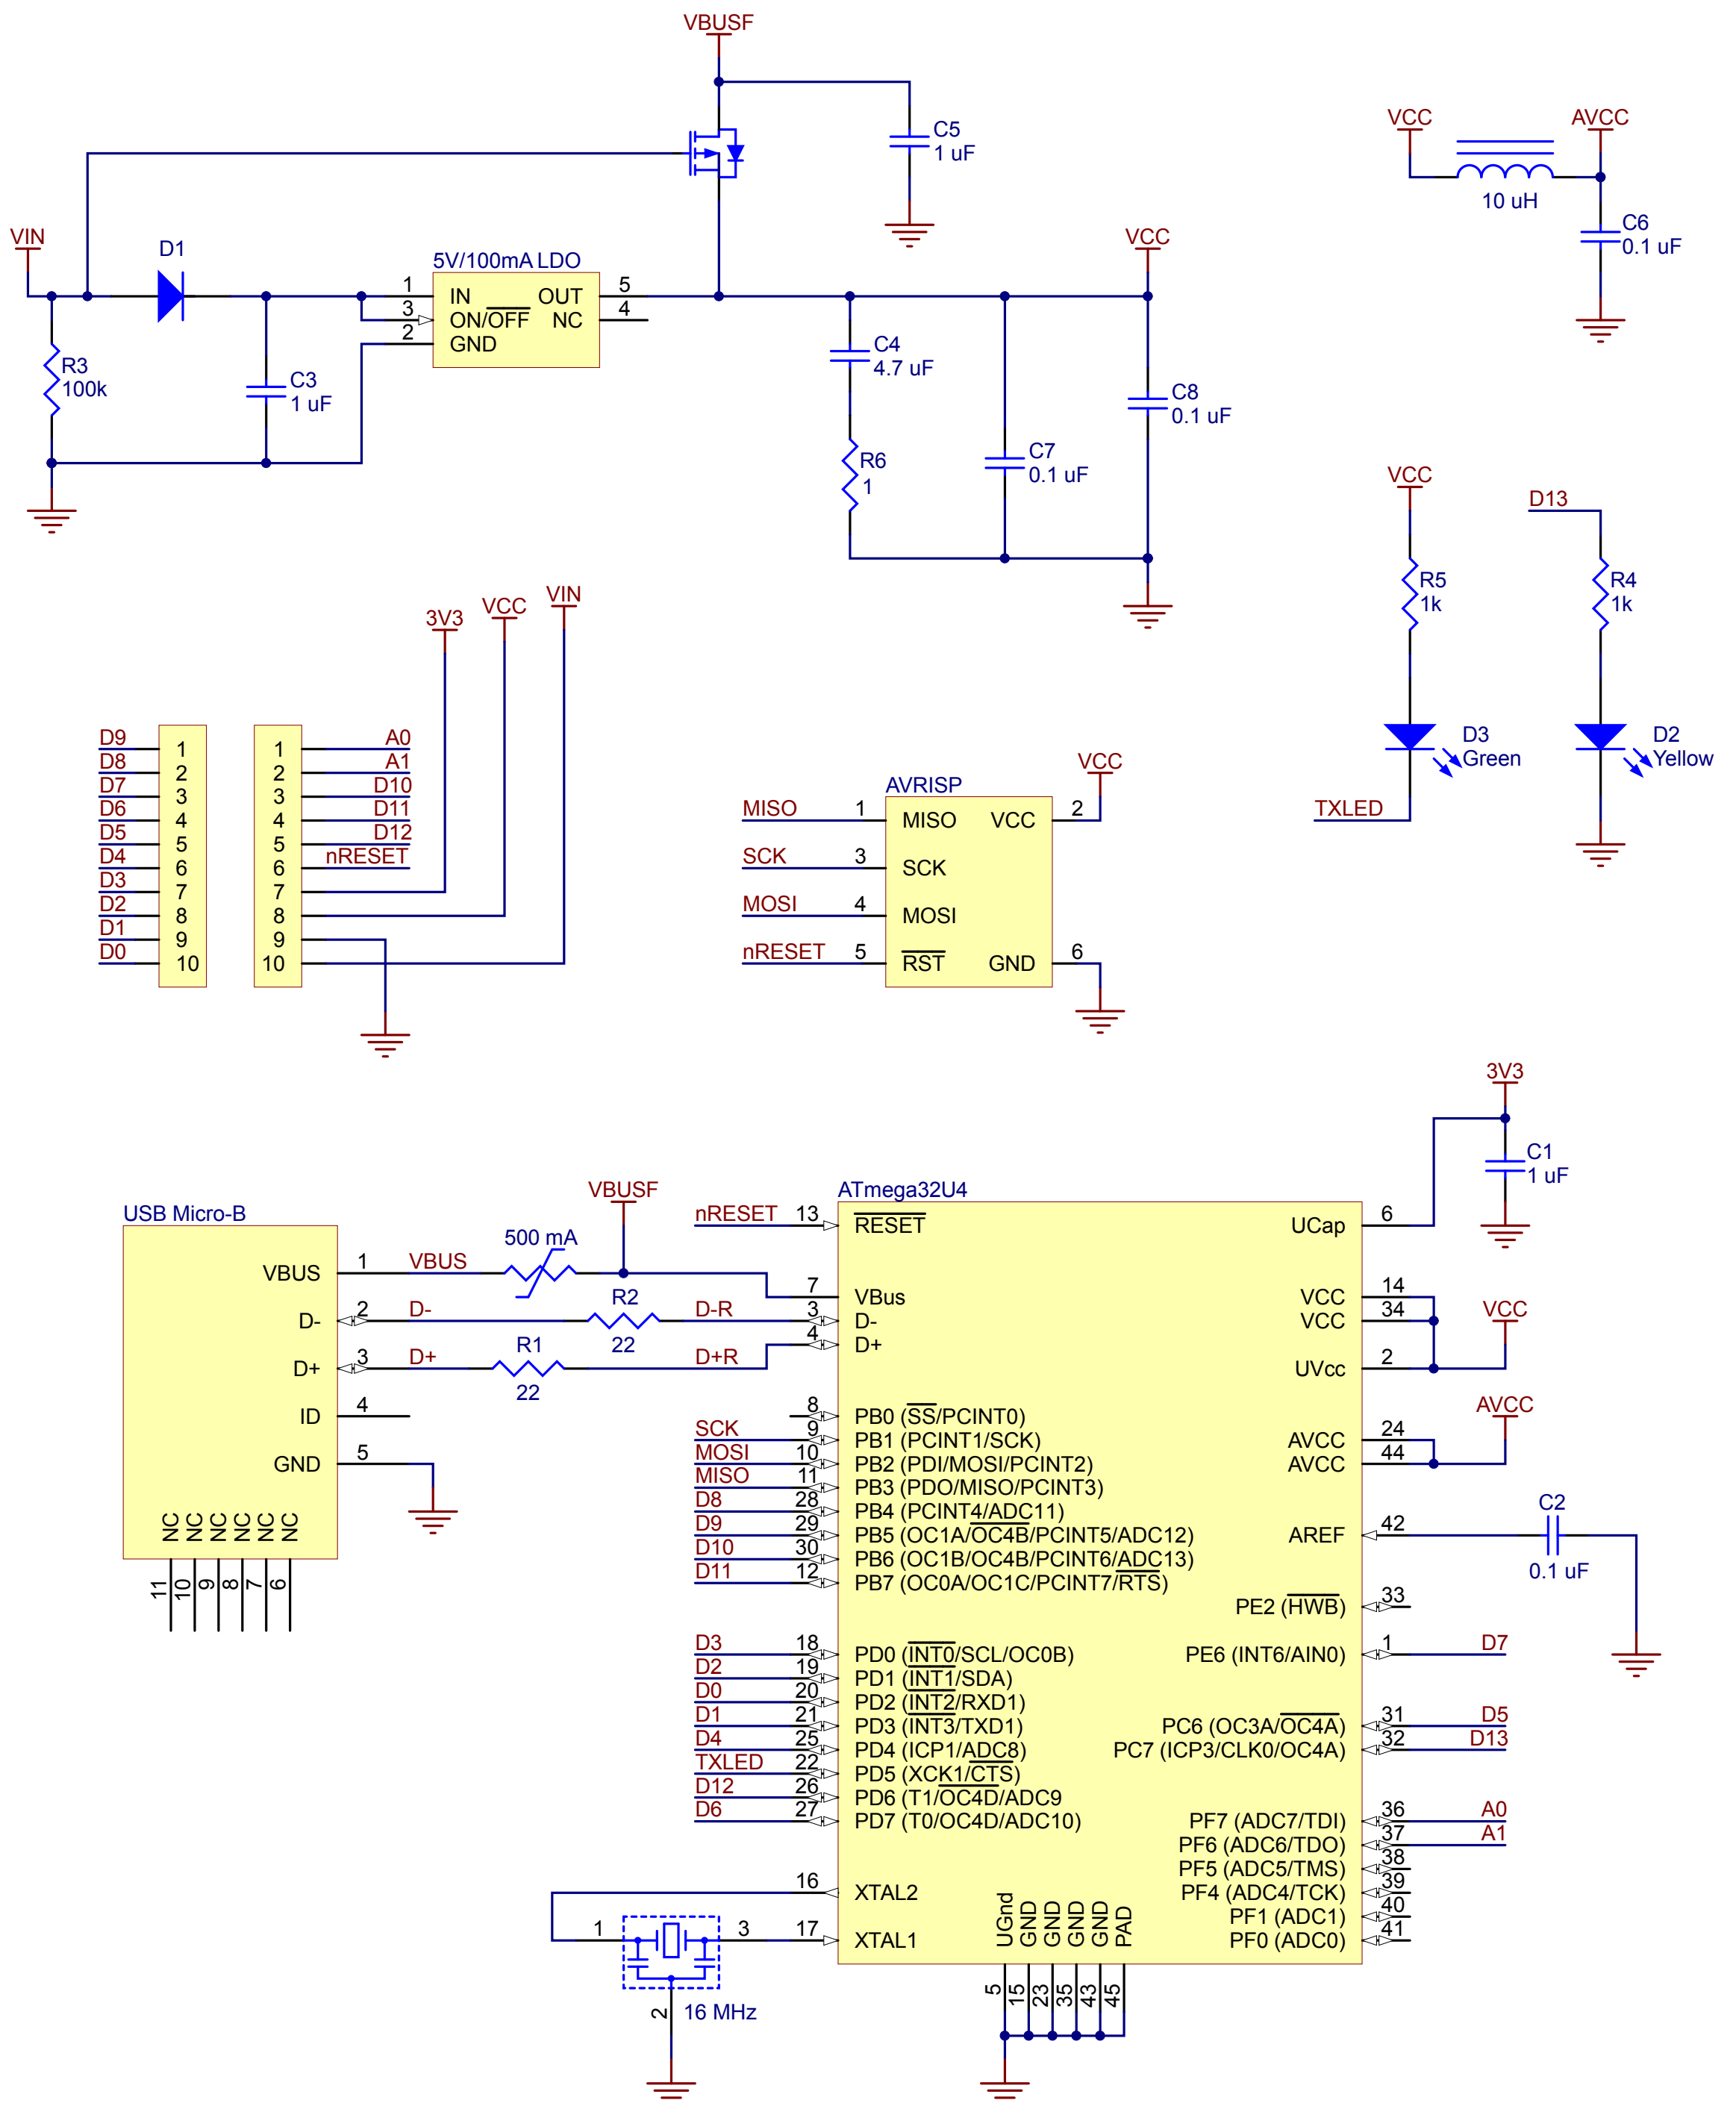 VBUSF
C5
1 uF
VCC
AVCC
10 uH
C6
0.1 uF
VIN
D1
5V/100mA LDO
1
IN
OUT
5
3
ON/OFF
NC
4
2
GND
VCC
R3
100k
C3
1 uF
C4
4.7 uF
R6
1
C7
0.1 uF
C8
0.1 uF
VCC
R5
1k
D3
Green
TXLED
D13
R4
1k
D2
Yellow
3V3
VCC
VIN
D9
1
D8
2
D7
3
D6
4
D5
5
D4
6
D3
7
D2
8
D1
9
D0
10
1
A0
2
A1
3
D10
4
D11
5
D12
6
nRESET
7
8
9
10
AVRISP
VCC
MISO
1
MISO
VCC
2
SCK
3
SCK
MOSI
4
MOSI
nRESET
5
RST
GND
6
3V3
C1
1 uF
USB Micro-B
VBUS
1
VBUS
500 mA
VBUSF
D-
2
D-
R2
22
D-R
D+
3
D+
R1
22
D+R
ID
4
GND
5
NC
NC
NC
NC
NC
NC
11
10
9
8
7
6
ATmega32U4
nRESET
13
RESET
7
VBus
3
D-
4
D+
8
PB0 (SS/PCINT0)
SCK
9
PB1 (PCINT1/SCK)
MOSI
10
PB2 (PDI/MOSI/PCINT2)
MISO
11
PB3 (PDO/MISO/PCINT3)
D8
28
PB4 (PCINT4/ADC11)
D9
29
PB5 (OC1A/OC4B/PCINT5/ADC12)
D10
30
PB6 (OC1B/OC4B/PCINT6/ADC13)
D11
12
PB7 (OC0A/OC1C/PCINT7/RTS)
D3
18
PD0 (INT0/SCL/OC0B)
D2
19
PD1 (INT1/SDA)
D0
20
PD2 (INT2/RXD1)
D1
21
PD3 (INT3/TXD1)
D4
25
PD4 (ICP1/ADC8)
TXLED
22
PD5 (XCK1/CTS)
D12
26
PD6 (T1/OC4D/ADC9
D6
27
PD7 (T0/OC4D/ADC10)
16
XTAL2
17
XTAL1
1
3
2
16 MHz
UCap
6
VCC
14
VCC
34
UVcc
2
VCC
AVCC
24
AVCC
44
AVCC
AREF
42
C2
0.1 uF
PE2 (HWB)
33
PE6 (INT6/AIN0)
1
D7
PC6 (OC3A/OC4A)
31
D5
PC7 (ICP3/CLK0/OC4A)
32
D13
PF7 (ADC7/TDI)
36
A0
PF6 (ADC6/TDO)
37
A1
PF5 (ADC5/TMS)
38
PF4 (ADC4/TCK)
39
PF1 (ADC1)
40
PF0 (ADC0)
41
UGnd
GND
GND
GND
GND
PAD
5
15
23
35
43
45